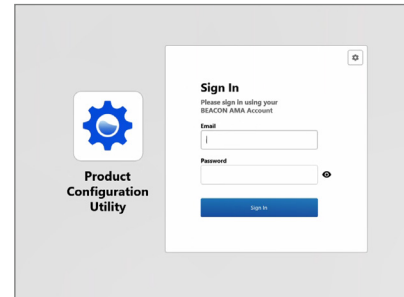 Product
Configuration
Utility
Sign In
Please sign in using your
BEACON AMA Account
Email
Password
Sign In